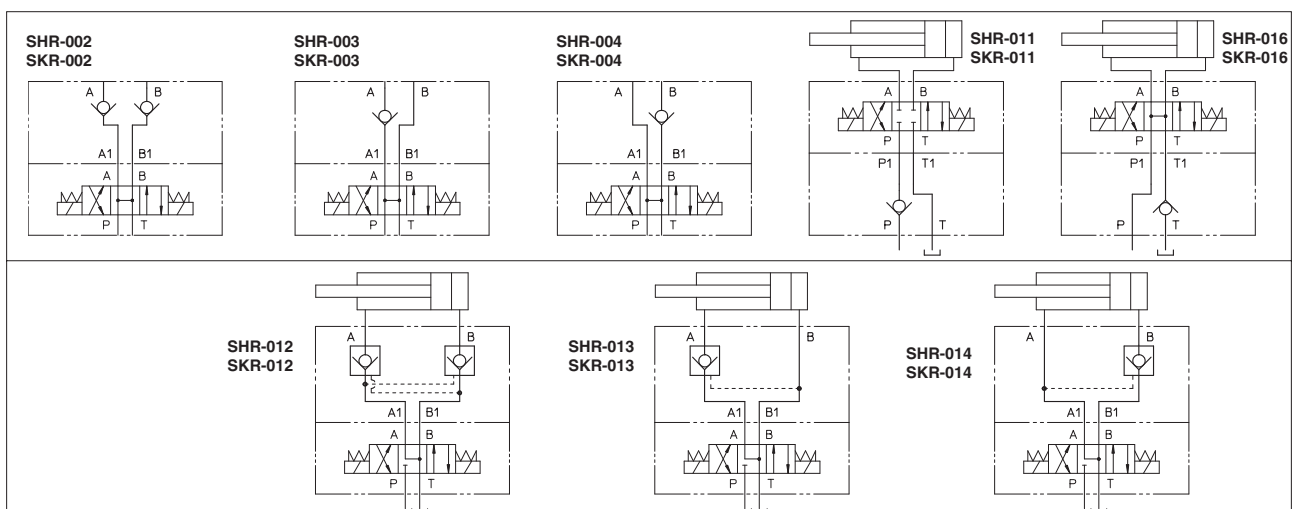 SHR-002
SKR-002
A B
A1 B1
A B
P T
SHR-003
SKR-003
A B
A1 B1
A B
P T
SHR-004
SKR-004
A B
A1 B1
A B
P T
SHR-011
SKR-011
A B
P T
P1 T1
P T
SHR-016
SKR-016
A B
P T
P1 T1
P T
SHR-012
SKR-012
A B
A1 B1
A B
P T
SHR-013
SKR-013
A B
A1 B1
A B
P T
SHR-014
SKR-014
A B
A1 B1
A B
P T